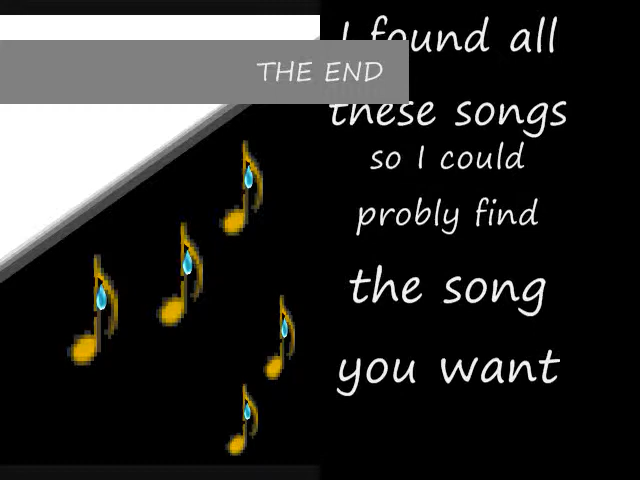 I found all
THE END
these songs
so I could
probly find
the song
you want